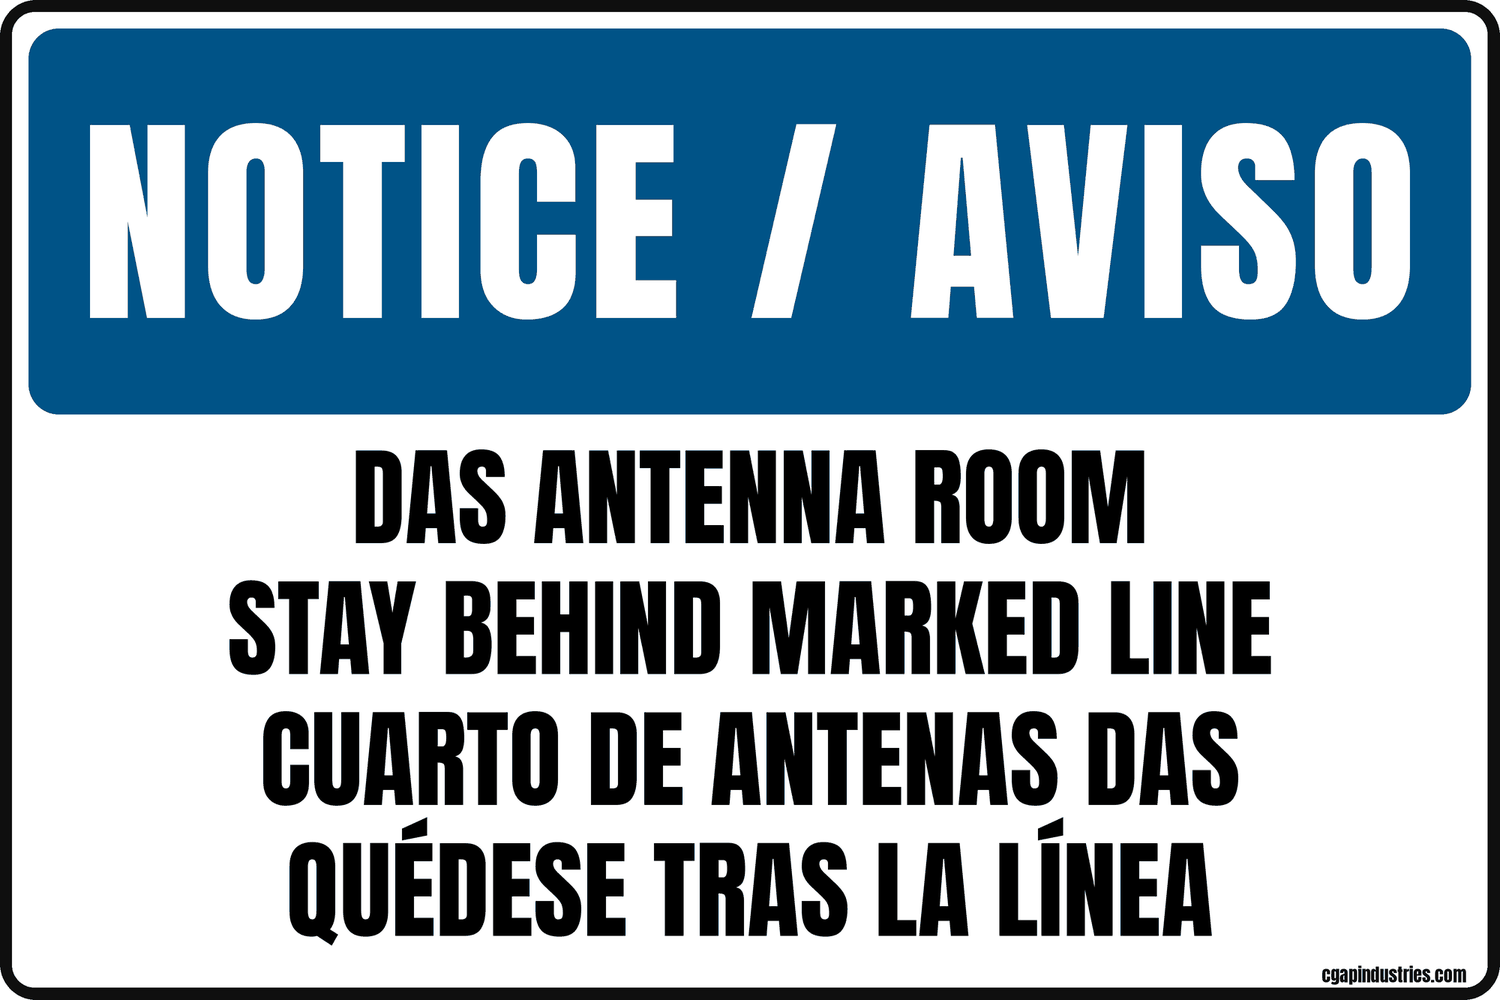 NOTICE / AVISO
DAS ANTENNA ROOM
STAY BEHIND MARKED LINE
CUARTO DE ANTENAS DAS
QUÉDESE TRAS LA LÍNEA
cgapindustries.com